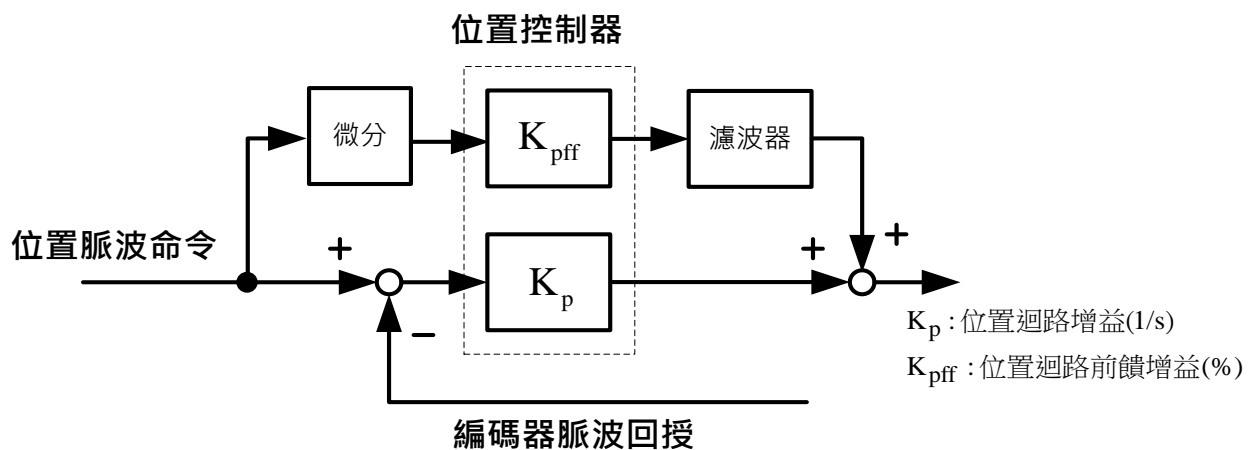 位置控制器
微分
Kpff
濾波器
位置脈波命令
+
+
+
Kp
−
Kp : 位置迴路增益(1/s)
Kpff : 位置迴路前饋增益(%)
編碼器脈波回授